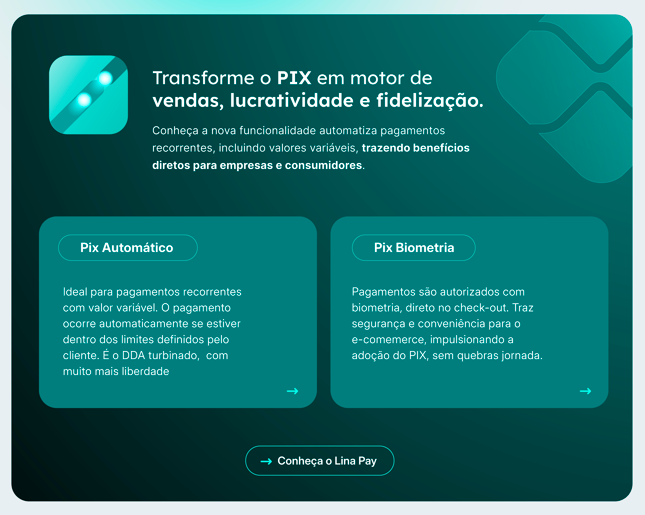 Transforme o PIX em motor de
vendas, lucratividade e fidelização.
Conheça a nova funcionalidade automatiza pagamentos
recorrentes, incluindo valores variáveis, trazendo benefícios
diretos para empresas e consumidores.
Pix Automático
Ideal para pagamentos recorrentes
com valor variável. O pagamento
ocorre automaticamente se estiver
dentro dos limites definidos pelo
cliente. É o DDA turbinado, com
muito mais liberdade
→
Pix Biometria
Pagamentos são autorizados com
biometria, direto no check-out. Traz
segurança e conveniência para o
e-comemerce, impulsionando a
adoção do PIX, sem quebras jornada.
→
→ Conheça o Lina Pay